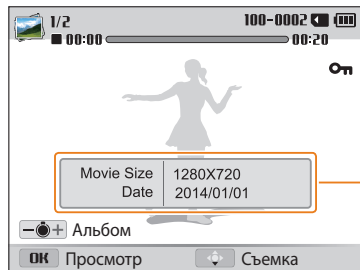 1/2 100-0002
00:00 00:20
Movie Size 1280X720
Date 2014/01/01
Альбом
OK Просмотр Съемка